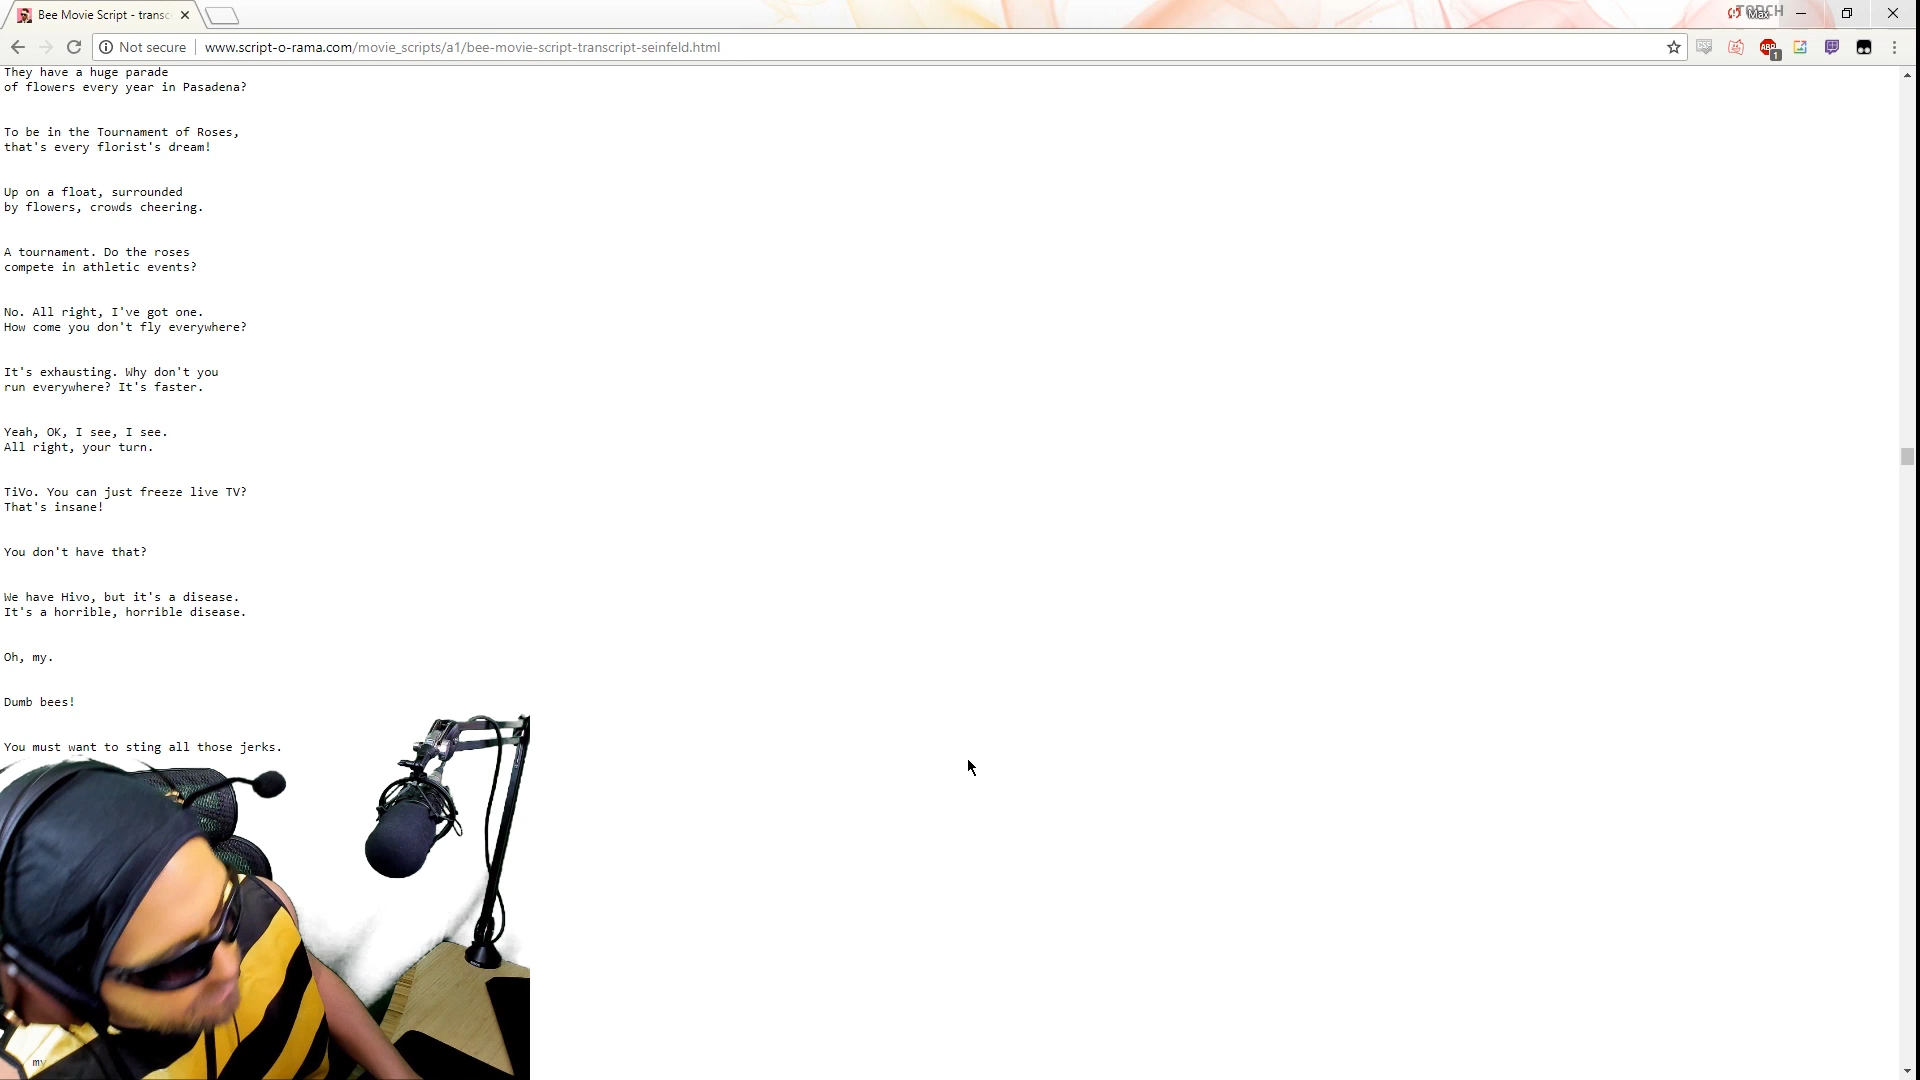 Bee Movie Script - transc
TORCH
Max
Not secure
www.script-o-rama.com/movie_scripts/a1/bee-movie-script-transcript-seinfeld.html
ABP
1
They have a huge parade
of flowers every year in Pasadena?
To be in the Tournament of Roses,
that's every florist's dream!
Up on a float, surrounded
by flowers, crowds cheering.
A tournament. Do the roses
compete in athletic events?
No. All right, I've got one.
How come you don't fly everywhere?
It's exhausting. Why don't you
run everywhere? It's faster.
Yeah, OK, I see, I see.
All right, your turn.
TiVo. You can just freeze live TV?
That's insane!
You don't have that?
We have Hivo, but it's a disease.
It's a horrible, horrible disease.
Oh, my.
Dumb bees!
You must want to sting all those jerks.
my